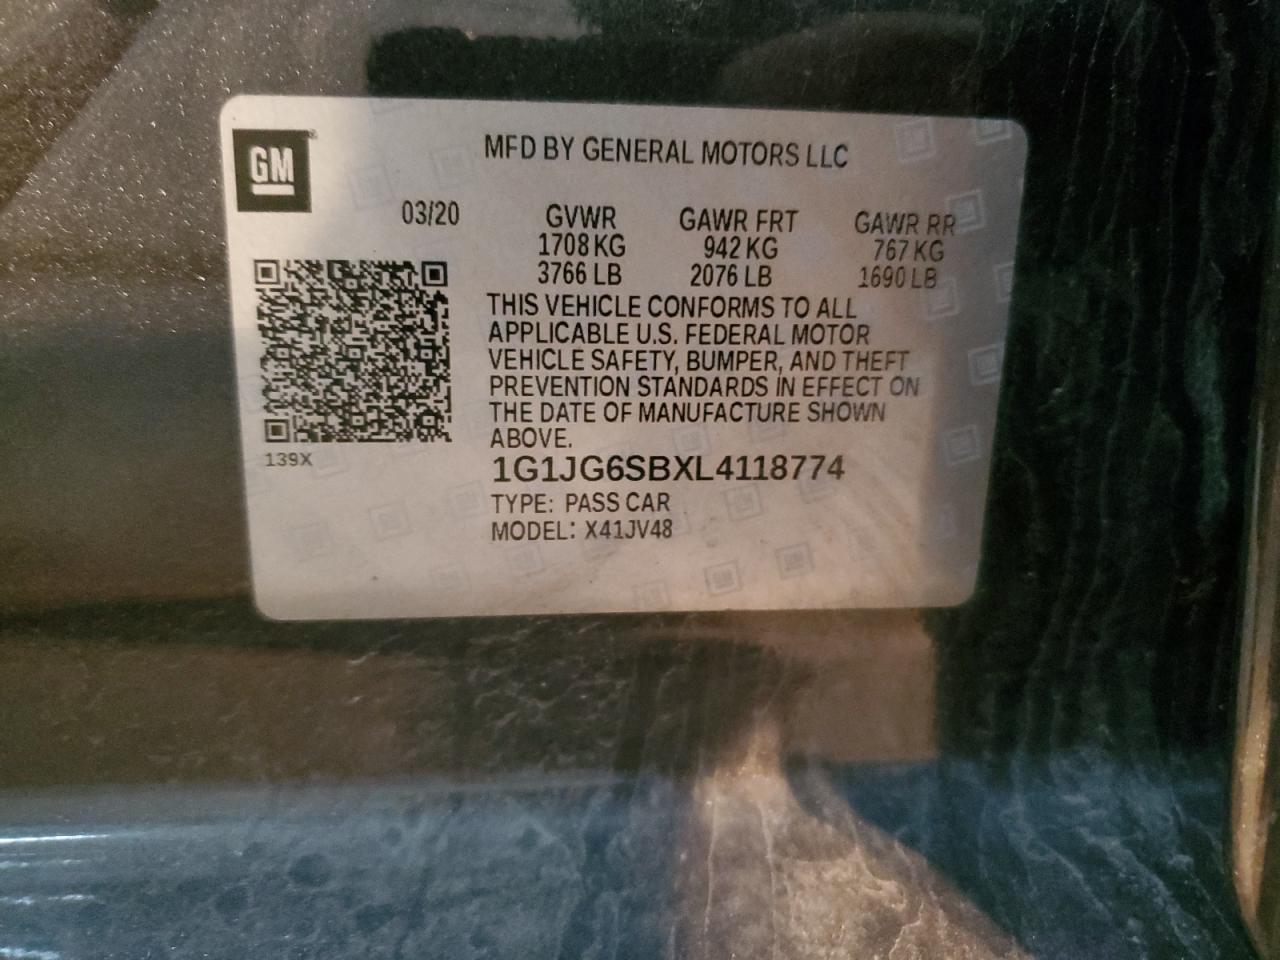 GM
MFD BY GENERAL MOTORS LLC
03/20 GVWR GAWR FRT GAWR RR
1708 KG 942 KG 767 KG
3766 LB 2076 LB 1690 LB
THIS VEHICLE CONFORMS TO ALL
APPLICABLE U.S. FEDERAL MOTOR
VEHICLE SAFETY, BUMPER, AND THEFT
PREVENTION STANDARDS IN EFFECT ON
THE DATE OF MANUFACTURE SHOWN
ABOVE.
139X
1G1JG6SBXL4118774
TYPE: PASS CAR
MODEL: X41JV48